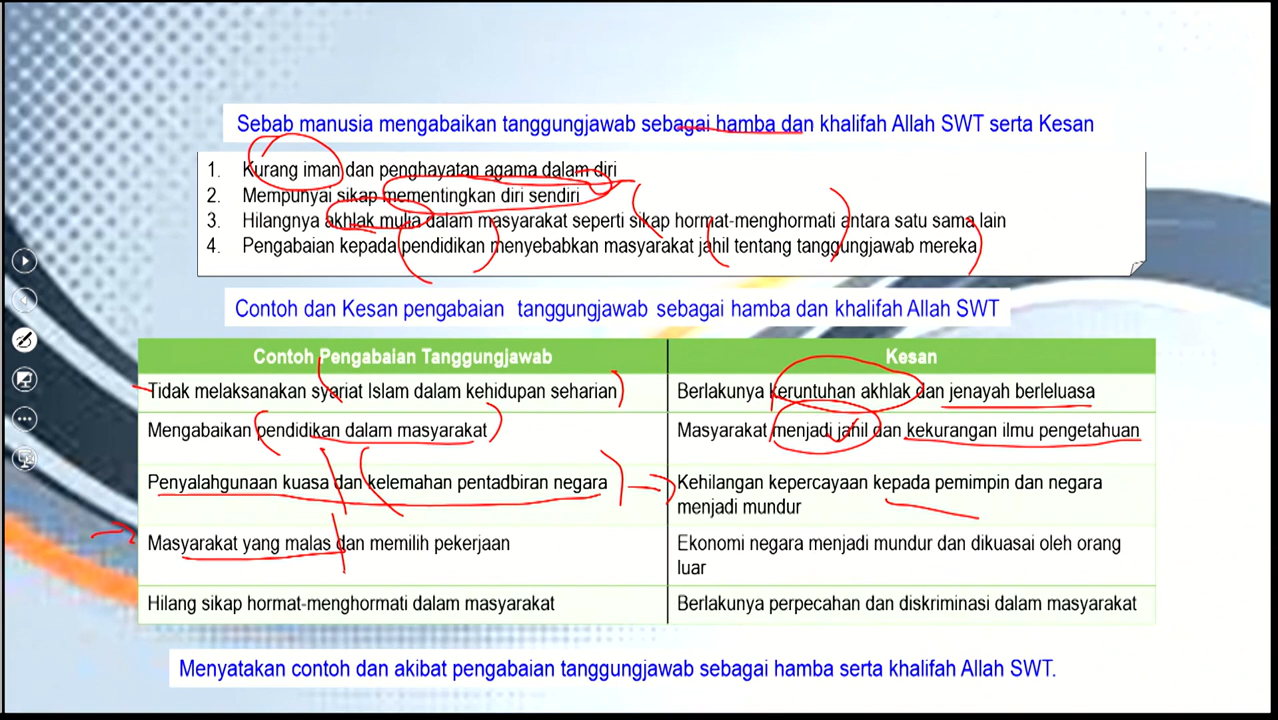 Sebab manusia mengabaikan tanggungjawab sebagai hamba dan khalifah Allah SWT serta Kesan
1. Kurang iman dan penghayatan agama dalam diri
2. Mempunyai sikap mementingkan diri sendiri
3. Hilangnya akhlak mulia dalam masyarakat seperti sikap hormat-menghormati antara satu sama lain
4. Pengabaian kepada pendidikan menyebabkan masyarakat jahil tentang tanggungjawab mereka
Contoh dan Kesan pengabaian tanggungjawab sebagai hamba dan khalifah Allah SWT
Contoh Pengabaian Tanggungjawab Kesan
Tidak melaksanakan syariat Islam dalam kehidupan seharian Berlakunya keruntuhan akhlak dan jenayah berleluasa
Mengabaikan pendidikan dalam masyarakat Masyarakat menjadi jahil dan kekurangan ilmu pengetahuan
Penyalahgunaan kuasa dan kelemahan pentadbiran negara Kehilangan kepercayaan kepada pemimpin dan negara
menjadi mundur
Masyarakat yang malas dan memilih pekerjaan Ekonomi negara menjadi mundur dan dikuasai oleh orang
luar
Hilang sikap hormat-menghormati dalam masyarakat Berlakunya perpecahan dan diskriminasi dalam masyarakat
Menyatakan contoh dan akibat pengabaian tanggungjawab sebagai hamba serta khalifah Allah SWT.